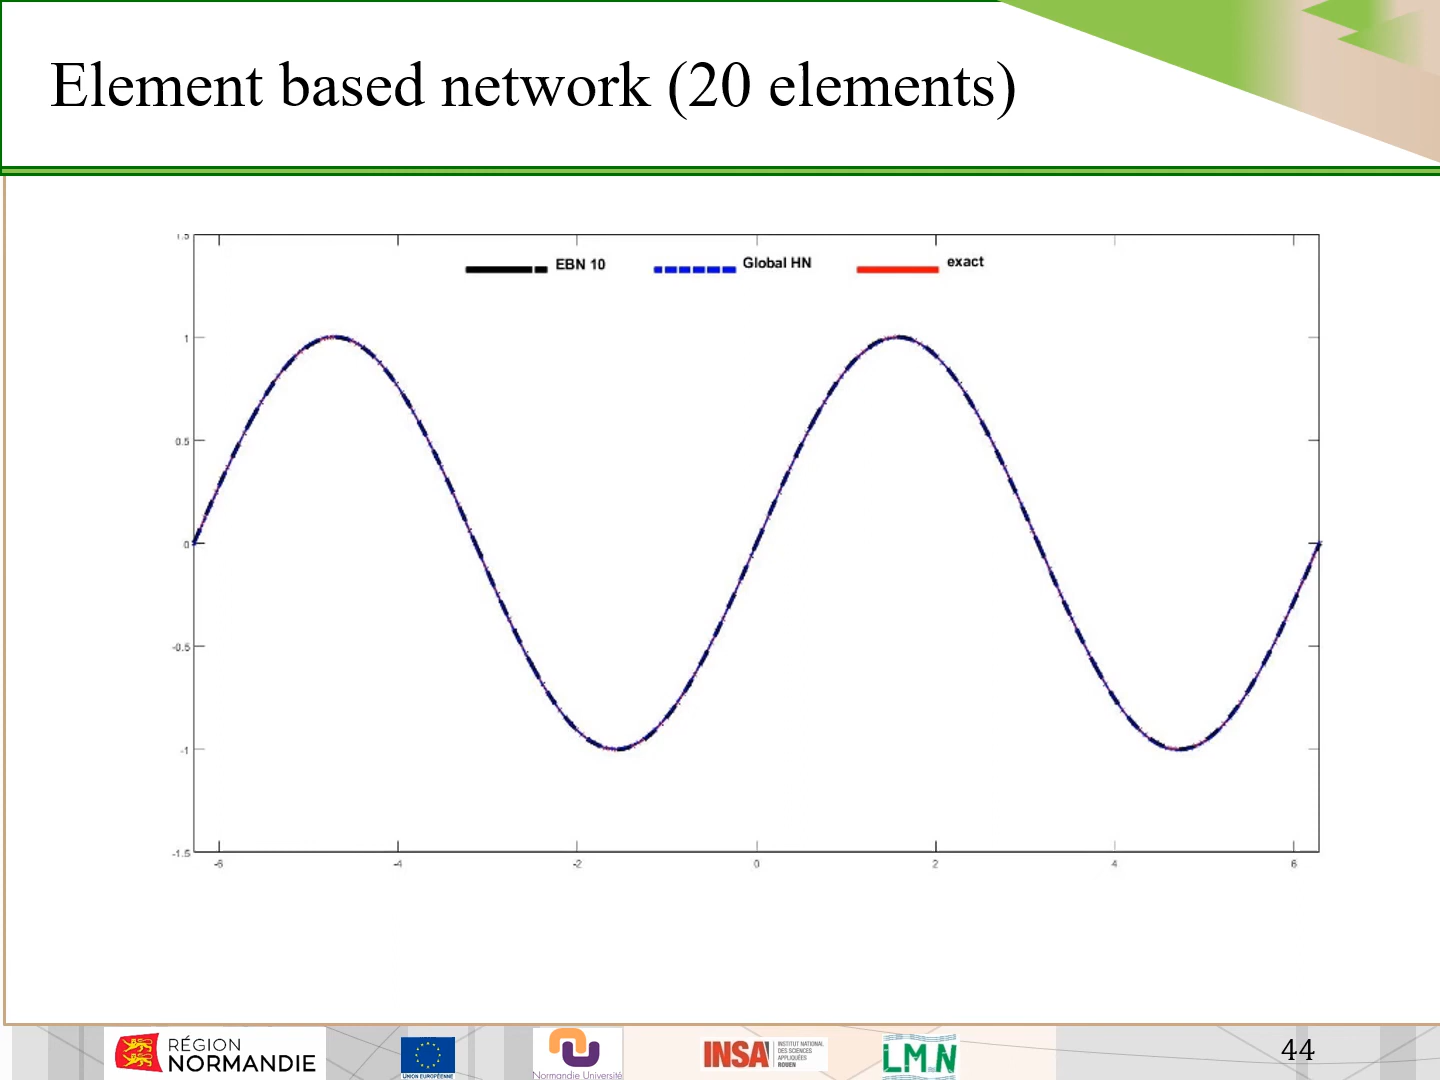 Element based network (20 elements)
1.5
EBN 10 Global HN exact
1
0.5
0
-0.5
-1
-1.5
-6 -4 -2 0 2 4 6
RÉGION
NORMANDIE
UNION EUROPÉENNE
Normandie Université
INSA
INSTITUT NATIONAL
DES SCIENCES
APPLIQUÉES
ROUEN
LMN
44